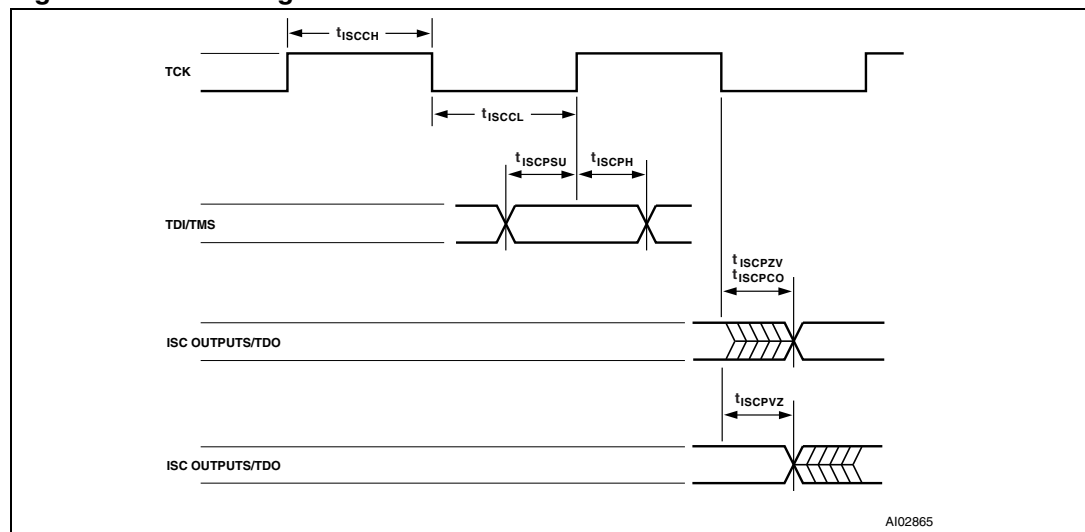 tISCCH
TCK
tISCCL
tISCPSU tISCPH
TDI/TMS
tISCPZV
tISCPCO
ISC OUTPUTS/TDO
tISCPVZ
ISC OUTPUTS/TDO
AI02865